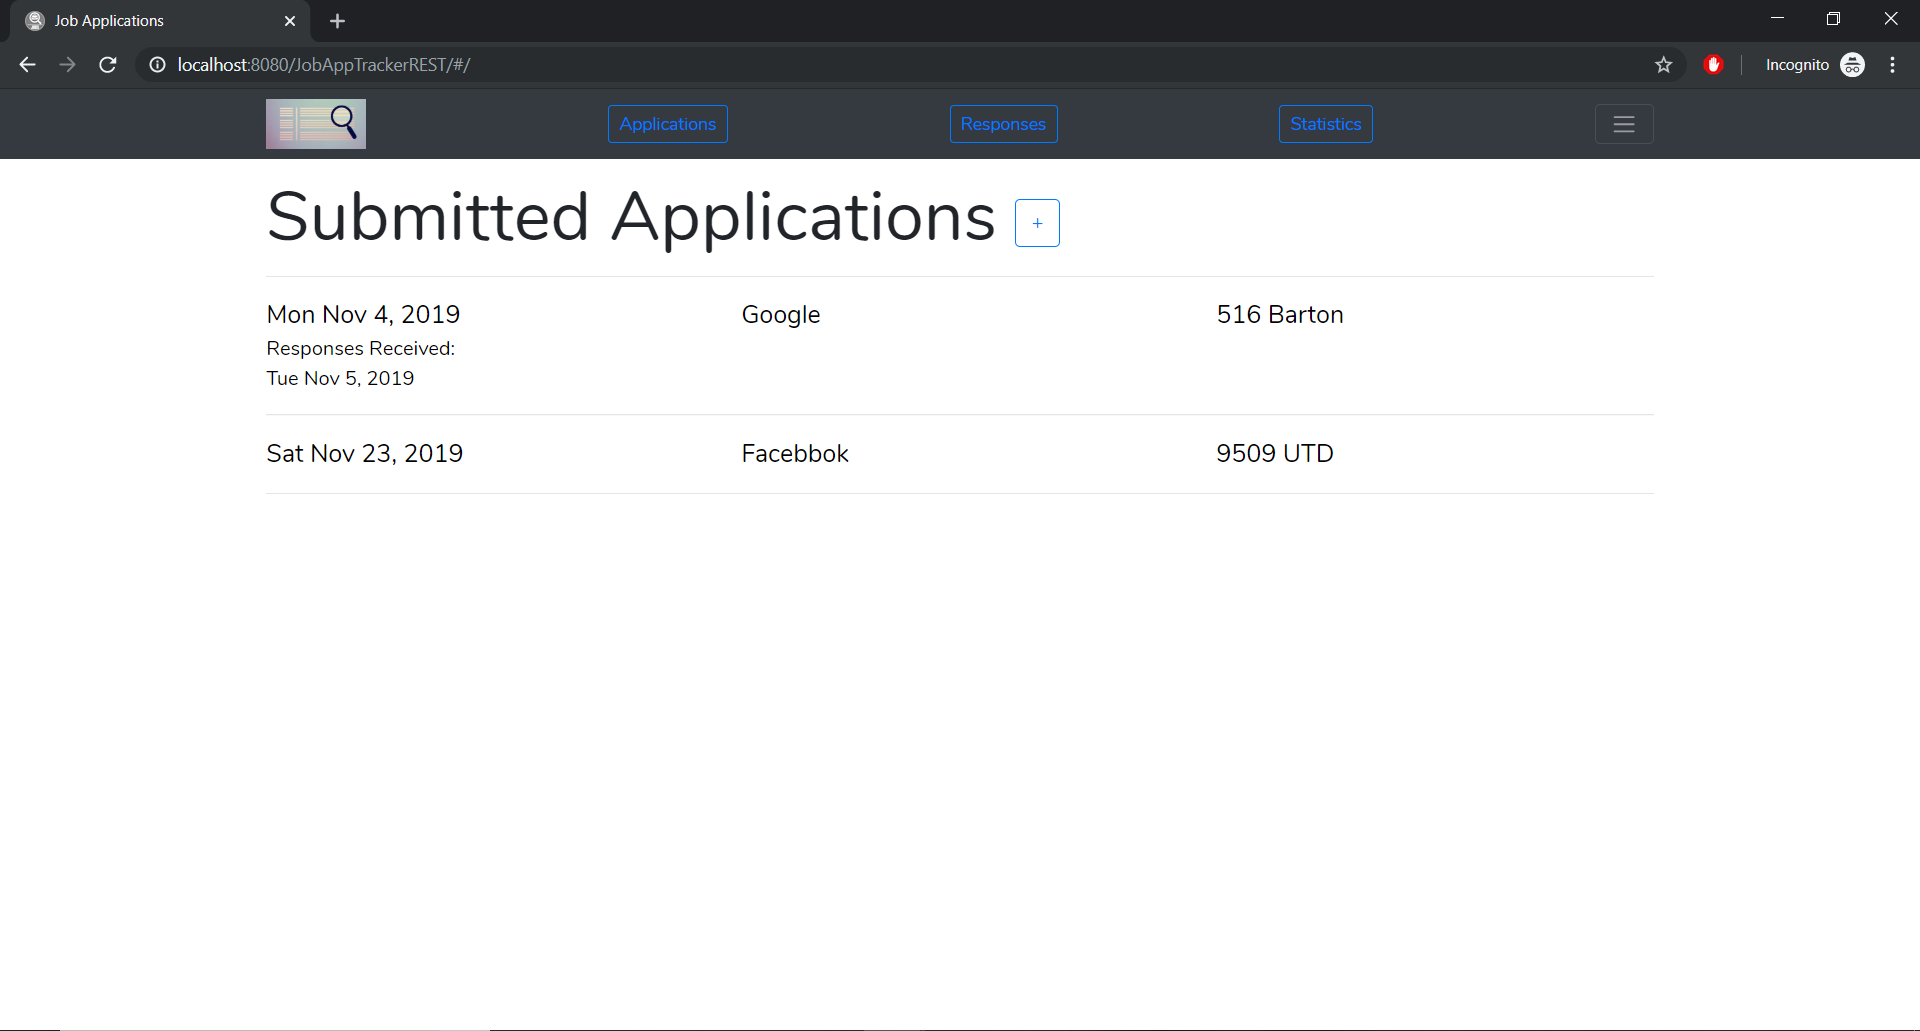 Job Applications
localhost:8080/JobAppTrackerREST/#/
Incognito
Applications
Responses
Statistics
Submitted Applications +
Mon Nov 4, 2019 Google 516 Barton
Responses Received:
Tue Nov 5, 2019
Sat Nov 23, 2019 Facebbok 9509 UTD